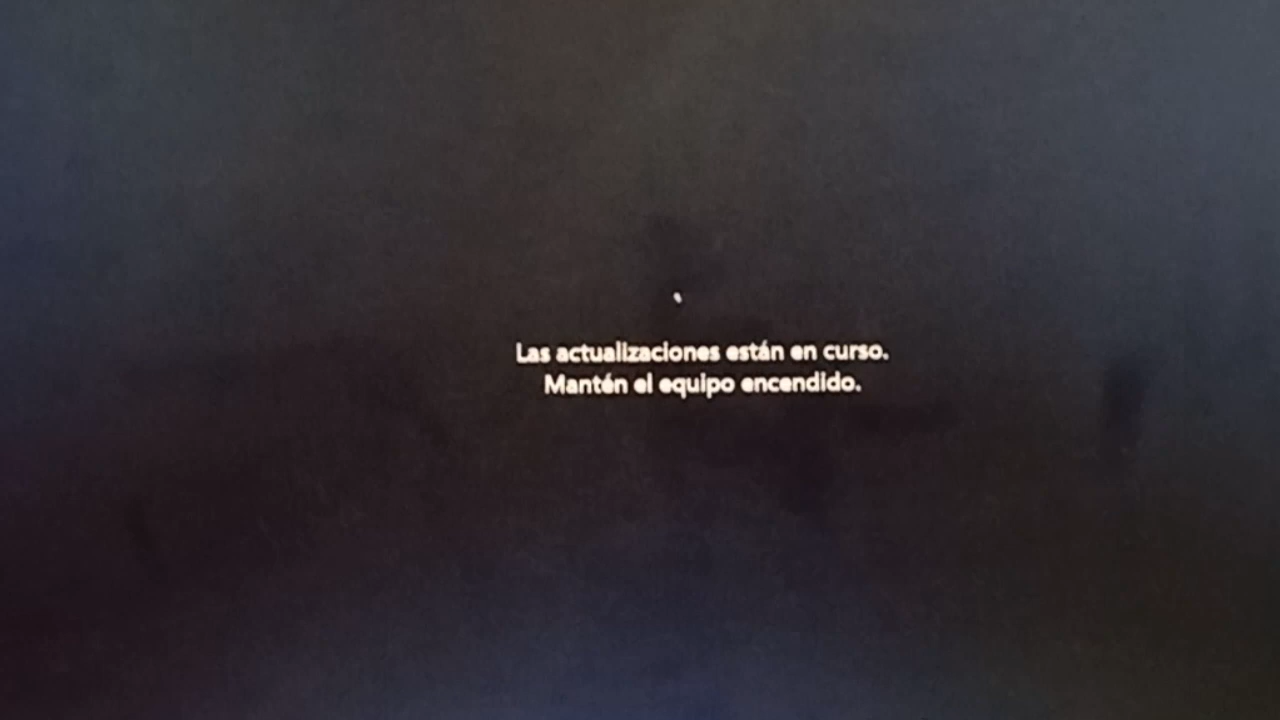 Las actualizaciones están en curso.
Mantén el equipo encendido.